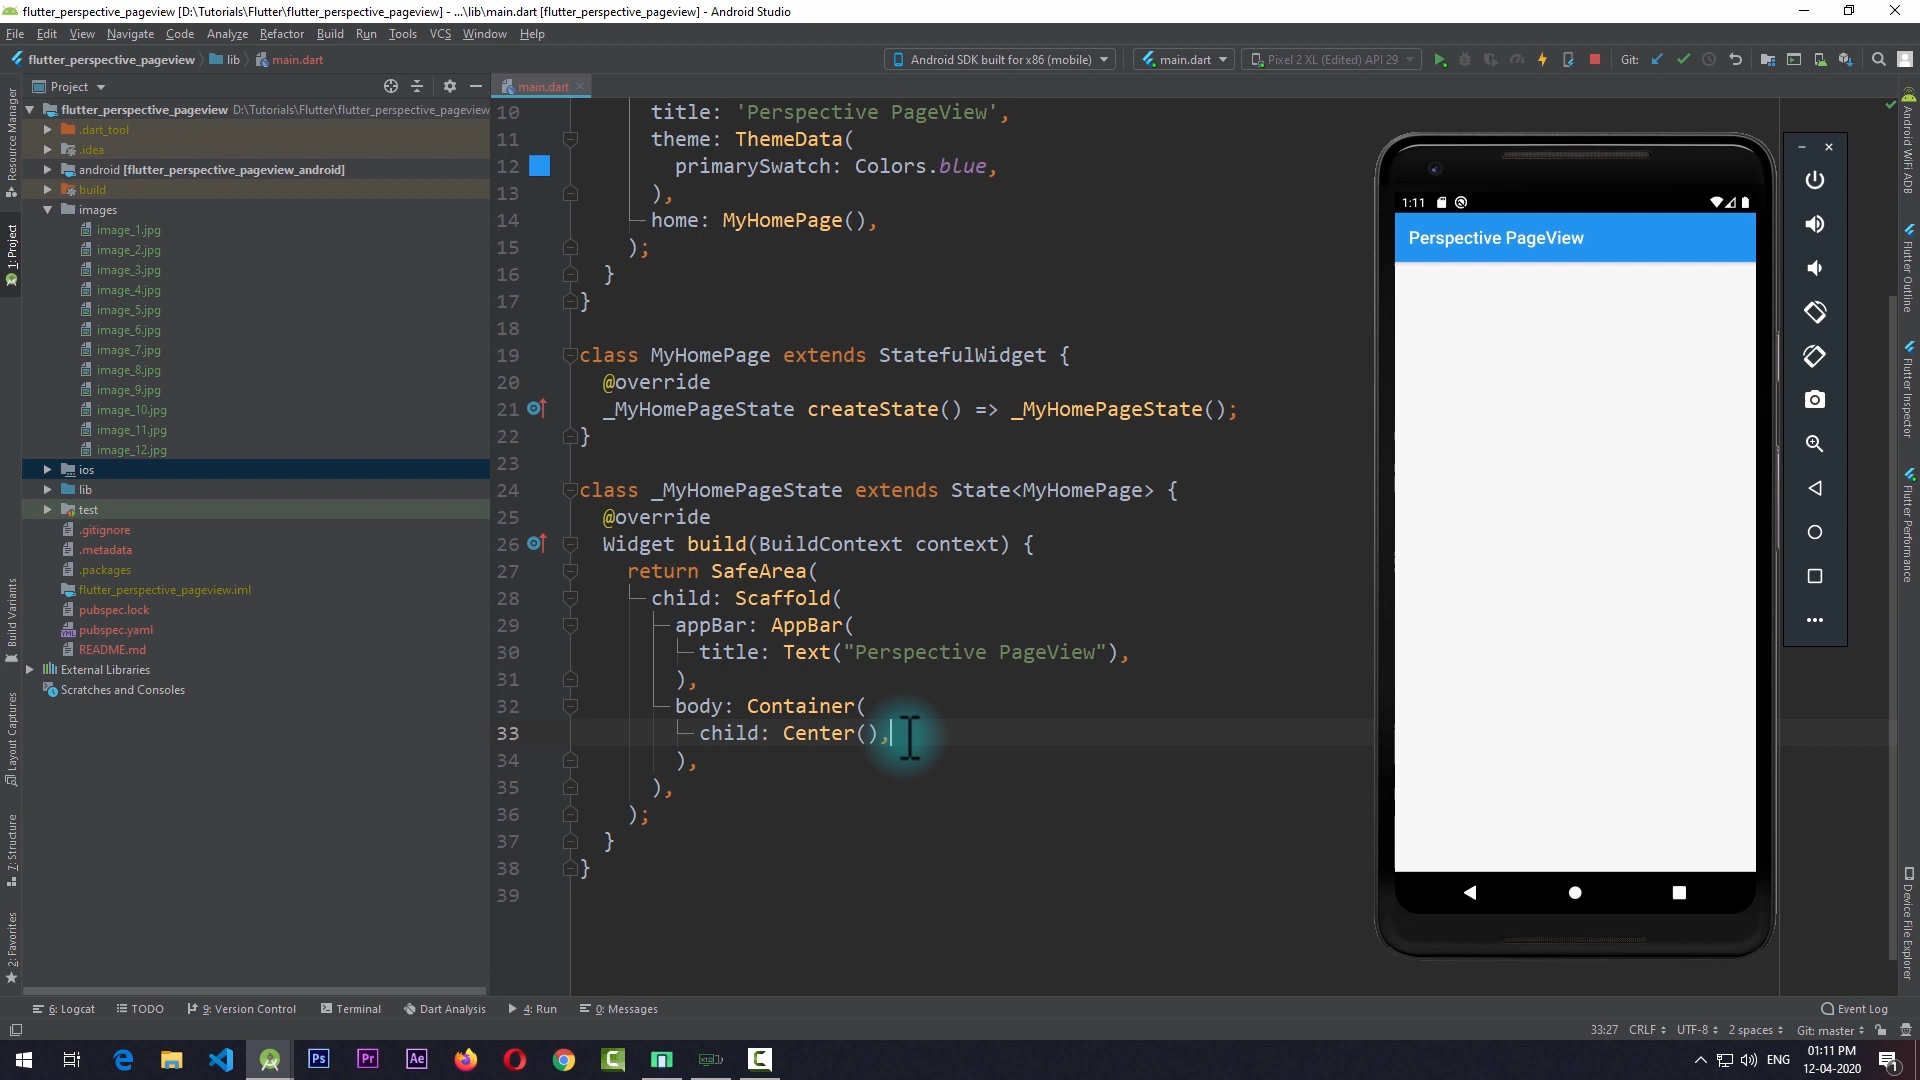 flutter_perspective_pageview [D:\Tutorials\Flutter\flutter_perspective_pageview] - ...\lib\main.dart [flutter_perspective_pageview] - Android Studio
File Edit View Navigate Code Analyze Refactor Build Run Tools VCS Window Help
flutter_perspective_pageview lib main.dart Android SDK built for x86 (mobile) main.dart Pixel 2 XL (Edited) API 29 Git:
Project main.dart
flutter_perspective_pageview D:\Tutorials\Flutter\flutter_perspective_pageview
.dart_tool
.idea
android [flutter_perspective_pageview_android]
build
images
image_1.jpg
image_2.jpg
image_3.jpg
image_4.jpg
image_5.jpg
image_6.jpg
image_7.jpg
image_8.jpg
image_9.jpg
image_10.jpg
image_11.jpg
image_12.jpg
ios
lib
test
.gitignore
.metadata
.packages
flutter_perspective_pageview.iml
pubspec.lock
pubspec.yaml
README.md
External Libraries
Scratches and Consoles
Resource Manager
1: Project
Build Variants
Layout Captures
7: Structure
2: Favorites
10 title: 'Perspective PageView',
11 theme: ThemeData(
12 primarySwatch: Colors.blue,
13 ),
14 home: MyHomePage(),
15 );
16 }
17 }
18
19 class MyHomePage extends StatefulWidget {
20 @override
21 _MyHomePageState createState() => _MyHomePageState();
22 }
23
24 class _MyHomePageState extends State<MyHomePage> {
25 @override
26 Widget build(BuildContext context) {
27 return SafeArea(
28 child: Scaffold(
29 appBar: AppBar(
30 title: Text("Perspective PageView"),
31 ),
32 body: Container(
33 child: Center(),
34 ),
35 ),
36 );
37 }
38 }
39
1:11
Perspective PageView
Android WiFi ADB
Flutter Outline
Flutter Inspector
Flutter Performance
Device File Explorer
6: Logcat TODO 9: Version Control Terminal Dart Analysis 4: Run 0: Messages Event Log
33:27 CRLF UTF-8 2 spaces Git: master
Ps Pr Ae ENG 01:11 PM
12-04-2020
1